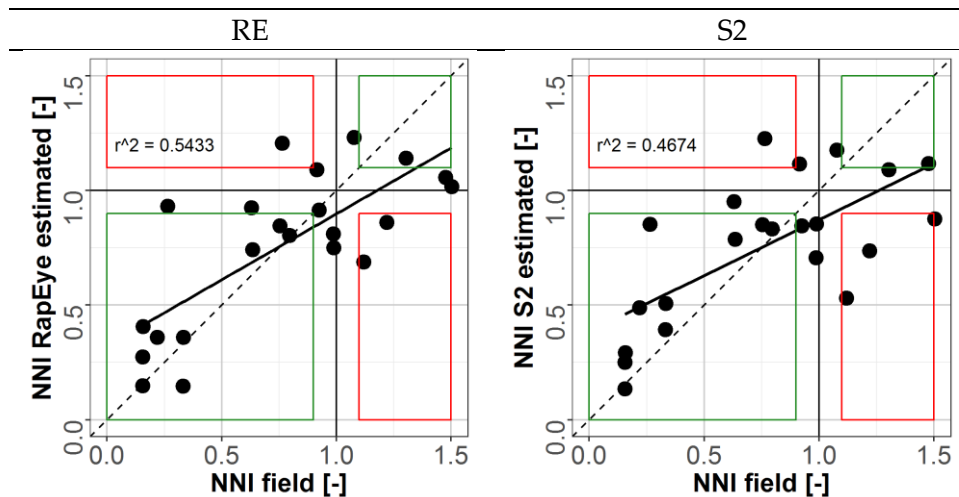 RE
S2
NNI RapEye estimated [-]
1.5
1.0
0.5
0.0
r^2 = 0.5433
0.0 0.5 1.0 1.5
NNI field [-]
NNI S2 estimated [-]
1.5
1.0
0.5
0.0
r^2 = 0.4674
0.0 0.5 1.0 1.5
NNI field [-]